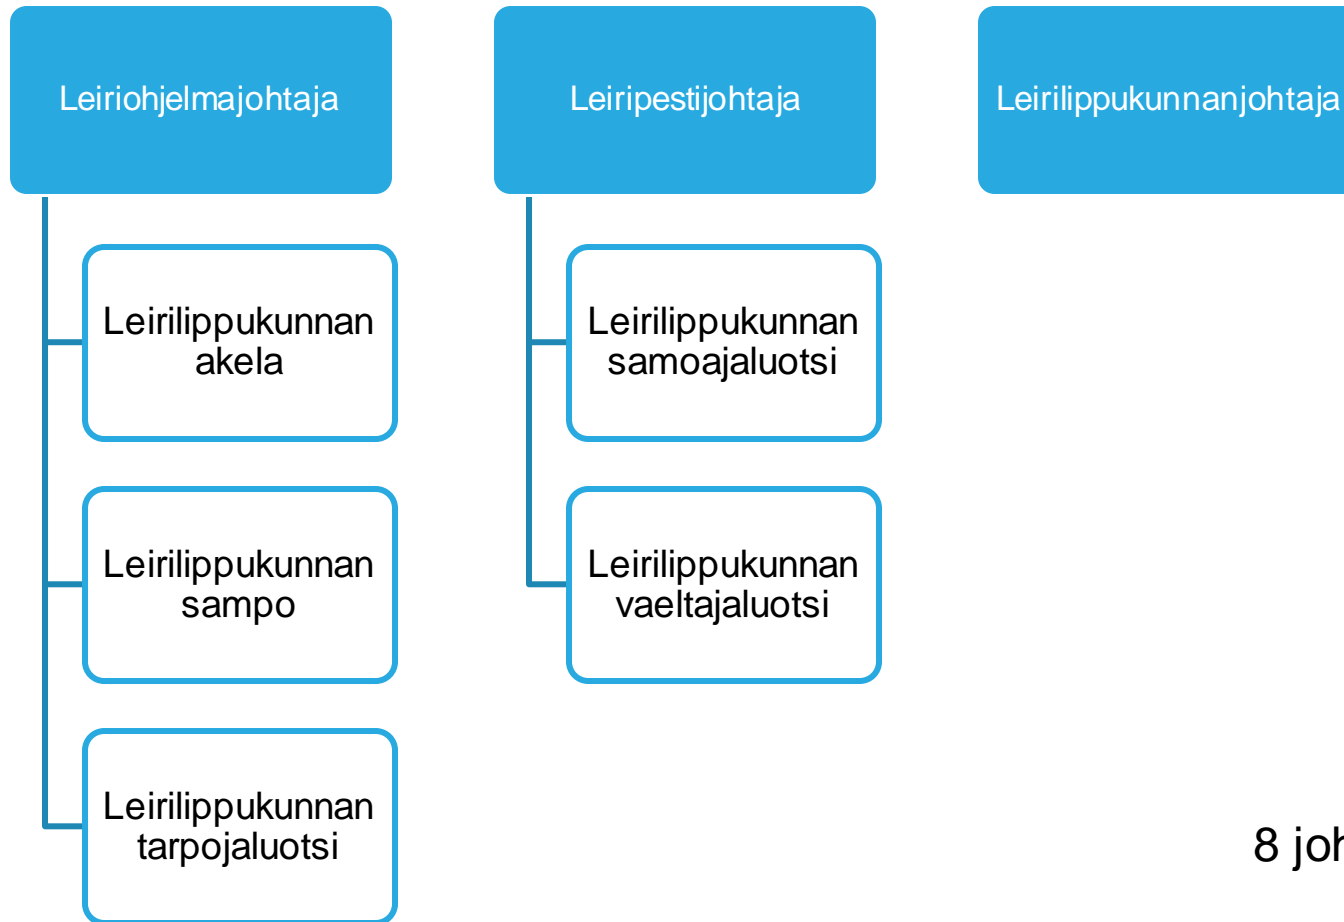 Leiriohjelmajohtaja
Leirilippukunnan
akela
Leirilippukunnan
sampo
Leirilippukunnan
tarpojaluotsi
Leiripestijohtaja
Leirilippukunnan
samoajaluotsi
Leirilippukunnan
vaeltajaluotsi
Leirilippukunnanjohtaja
8